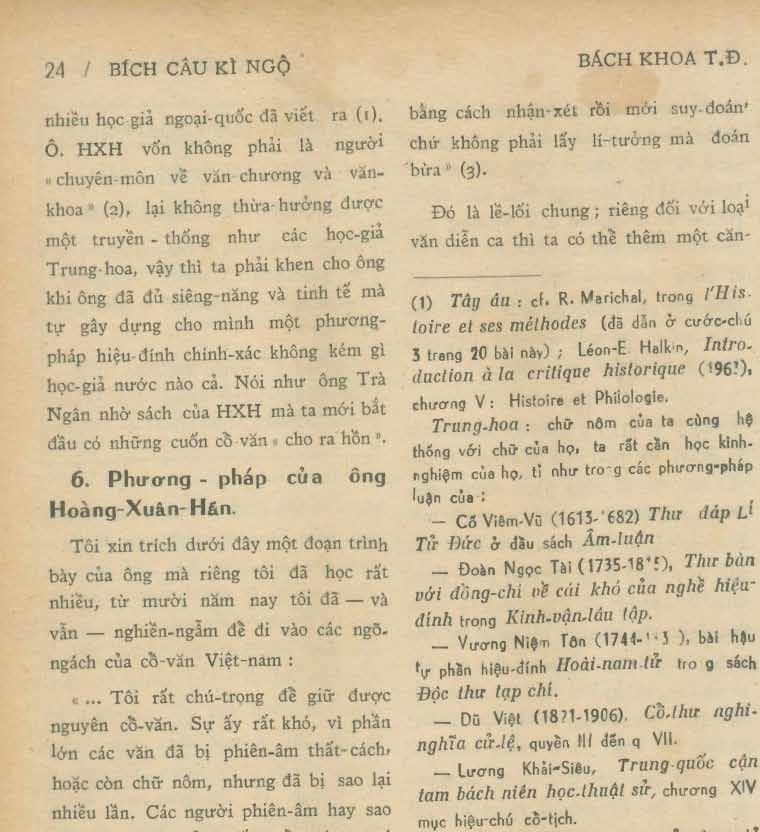 24 / BÍCH CÂU KÌ NGỘ
BÁCH KHOA T.Đ.
nhiều học-giả ngoại-quốc đã viết ra (1).
Ô. HXH vốn không phải là người
« chuyên-môn về văn-chương và văn-
khoa » (2), lại không thừa-hưởng được
một truyền - thống như các học-giả
Trung-hoa, vậy thì ta phải khen cho ông
khi ông đã đủ siêng-năng và tinh tế mà
tự gây dựng cho mình một phương-
pháp hiệu-đính chính-xác không kém gì
học-giả nước nào cả. Nói như ông Trà
Ngân nhờ sách của HXH mà ta mới bắt
đầu có những cuốn cồ văn « cho ra hồn ».
6. Phương - pháp của ông
Hoàng-Xuân-Hãn.
Tôi xin trích dưới đây một đoạn trình
bày của ông mà riêng tôi đã học rất
nhiều, từ mười năm nay tôi đã — và
vẫn — nghiền-ngẫm để đi vào các ngõ-
ngách của cồ-văn Việt-nam :
« ... Tôi rất chú-trọng để giữ được
nguyên cồ-văn. Sự ấy rất khó, vì phần
lớn các văn đã bị phiên-âm thất-cách,
hoặc còn chữ nôm, nhưng đã bị sao lại
nhiều lần. Các người phiên-âm hay sao
bằng cách nhận-xét rồi mới suy-đoán,
chứ không phải lấy lí-tưởng mà đoán
bừa » (3).
Đó là lề-lối chung ; riêng đối với loại
văn diễn ca thì ta có thể thêm một căn-
(1) Tây âu : cf. R. Marichal, trong l'His-
toire et ses méthodes (đã dẫn ở cước-chú
3 trang 20 bài này) ; Léon-E Halkin, Intro-
duction à la critique historique
chương V : Histoire et Philologie.
Trung-hoa : chữ nôm của ta cùng hệ
thống với chữ của họ, ta rất cần học kinh-
nghiệm của họ, tỉ như trong các phương-pháp
luận của :
— Cố Viêm-Vũ (1613-1682) Thư đáp Lí
Tử Đức ở đầu sách Âm-luận
— Đoàn Ngọc Tài Thư bàn
với đồng-chí về cái khó của nghề hiệu-
đính trong Kinh-vận-lâu tập.
— Vương Niệm Tôn bài hậu
tự phần hiệu-đính Hoài-nam-tử trong sách
Độc thư tạp chí.
— Dũ Việt (1821-1906). Cồ-thư nghi-
nghĩa cử-lệ, quyền III đến q VII.
— Lương Khải-Siêu, Trung-quốc cận
tam bách niên học-thuật sử, chương XIV
mục hiệu-chú cồ-tịch.